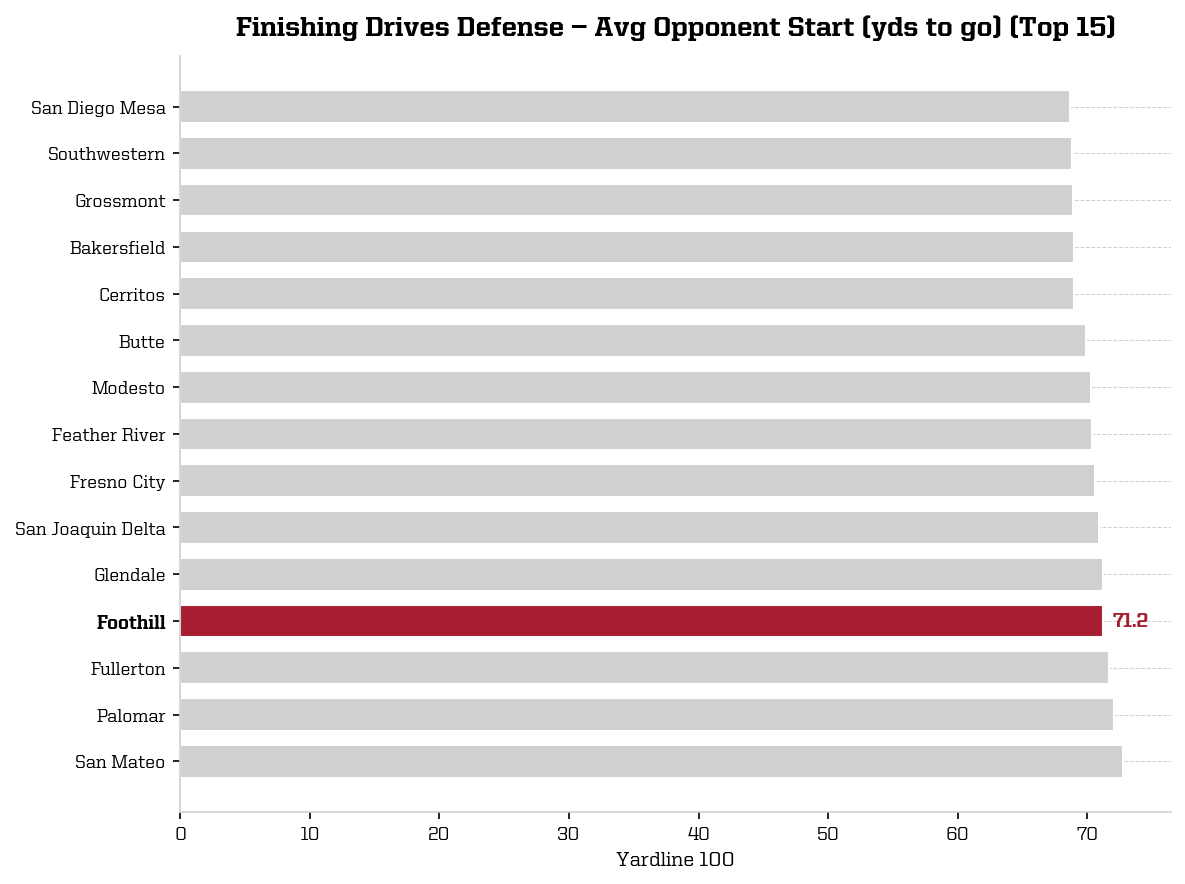 Finishing Drives Defense – Avg Opponent Start (yds to go) (Top 15)
San Diego Mesa
Southwestern
Grossmont
Bakersfield
Cerritos
Butte
Modesto
Feather River
Fresno City
San Joaquin Delta
Glendale
Foothill 71.2
Fullerton
Palomar
San Mateo
0 10 20 30 40 50 60 70
Yardline 100